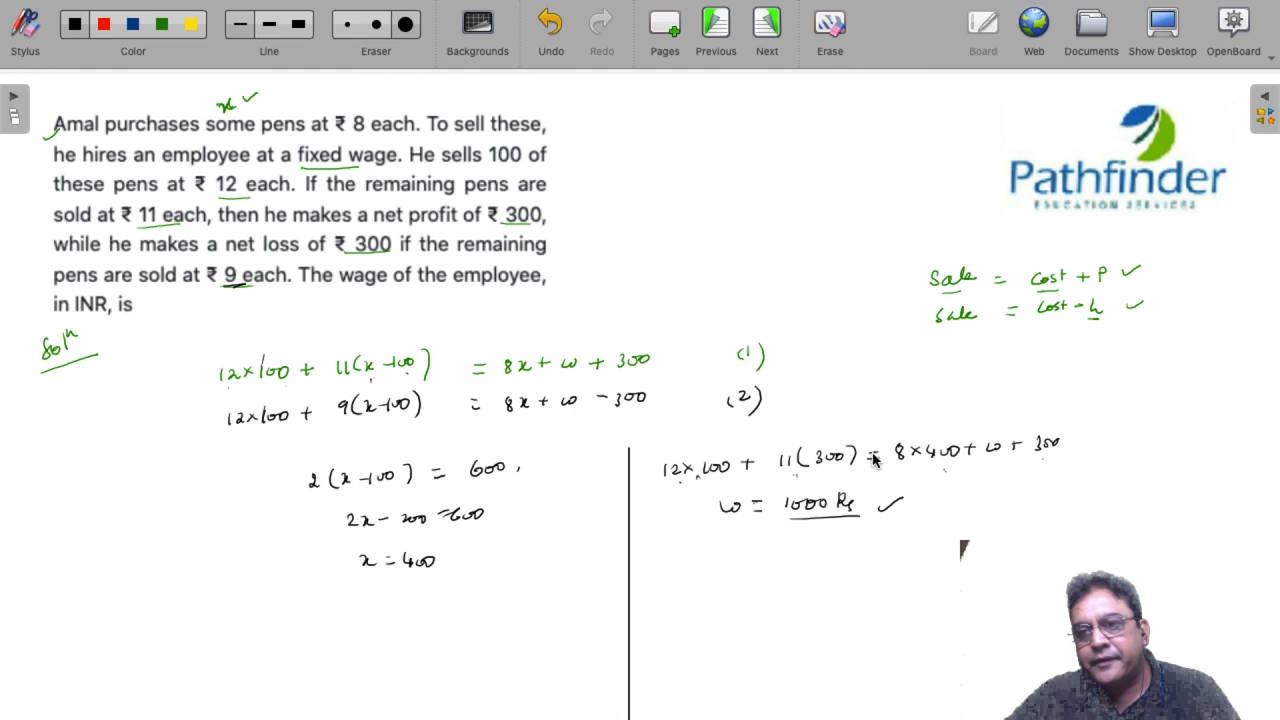 Stylus Color Line Eraser Backgrounds Undo Redo Pages Previous Next Erase Board Web Documents Show Desktop OpenBoard
x ✓
Amal purchases some pens at ₹ 8 each. To sell these,
he hires an employee at a fixed wage. He sells 100 of
these pens at ₹ 12 each. If the remaining pens are
sold at ₹ 11 each, then he makes a net profit of ₹ 300,
while he makes a net loss of ₹ 300 if the remaining
pens are sold at ₹ 9 each. The wage of the employee,
in INR, is
Pathfinder
EDUCATION SERVICES
Sale = Cost + P ✓
Sale = Cost - L ✓
Solⁿ
12×100 + 11(x-100) = 8x + w + 300 (1)
12×100 + 9(x-100) = 8x + w - 300 (2)
2(x-100) = 600,
2x - 200 = 600
x = 400
12×100 + 11(300) = 8×400 + w + 300
w = 1000 Rs ✓